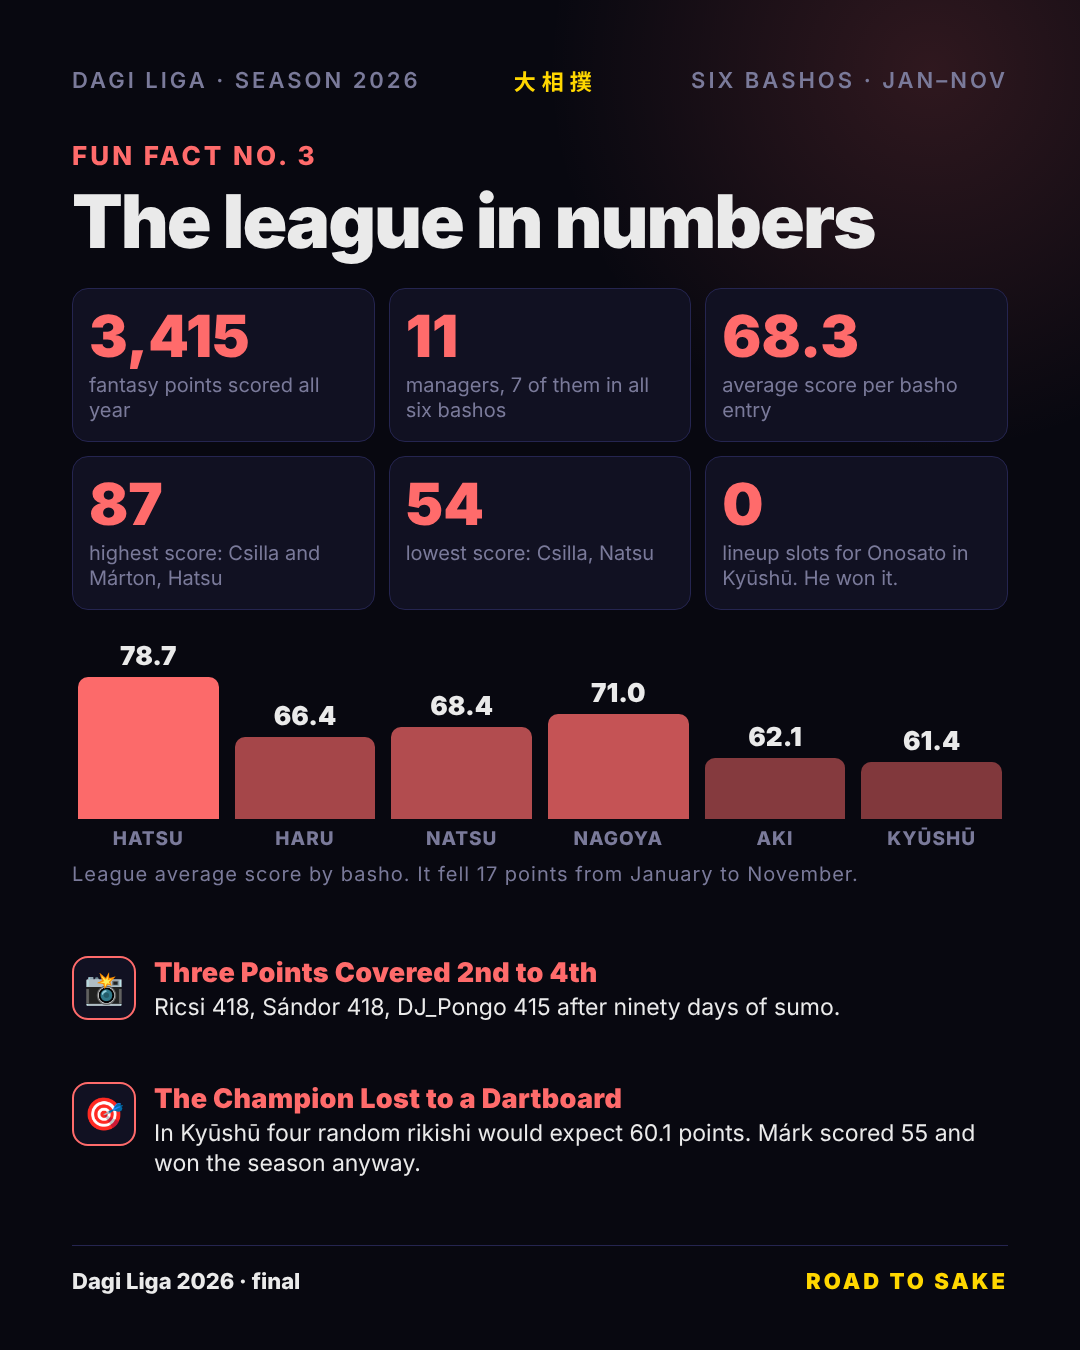 DAGI LIGA · SEASON 2026
大相撲
SIX BASHOS · JAN–NOV
FUN FACT NO. 3
The league in numbers
3,415
fantasy points scored all
year
11
managers, 7 of them in all
six bashos
68.3
average score per basho
entry
87
highest score: Csilla and
Márton, Hatsu
54
lowest score: Csilla, Natsu
0
lineup slots for Onosato in
Kyūshū. He won it.
78.7
66.4
68.4
71.0
62.1
61.4
HATSU
HARU
NATSU
NAGOYA
AKI
KYŪSHŪ
League average score by basho. It fell 17 points from January to November.
Three Points Covered 2nd to 4th
Ricsi 418, Sándor 418, DJ_Pongo 415 after ninety days of sumo.
The Champion Lost to a Dartboard
In Kyūshū four random rikishi would expect 60.1 points. Márk scored 55 and
won the season anyway.
Dagi Liga 2026 · final
ROAD TO SAKE